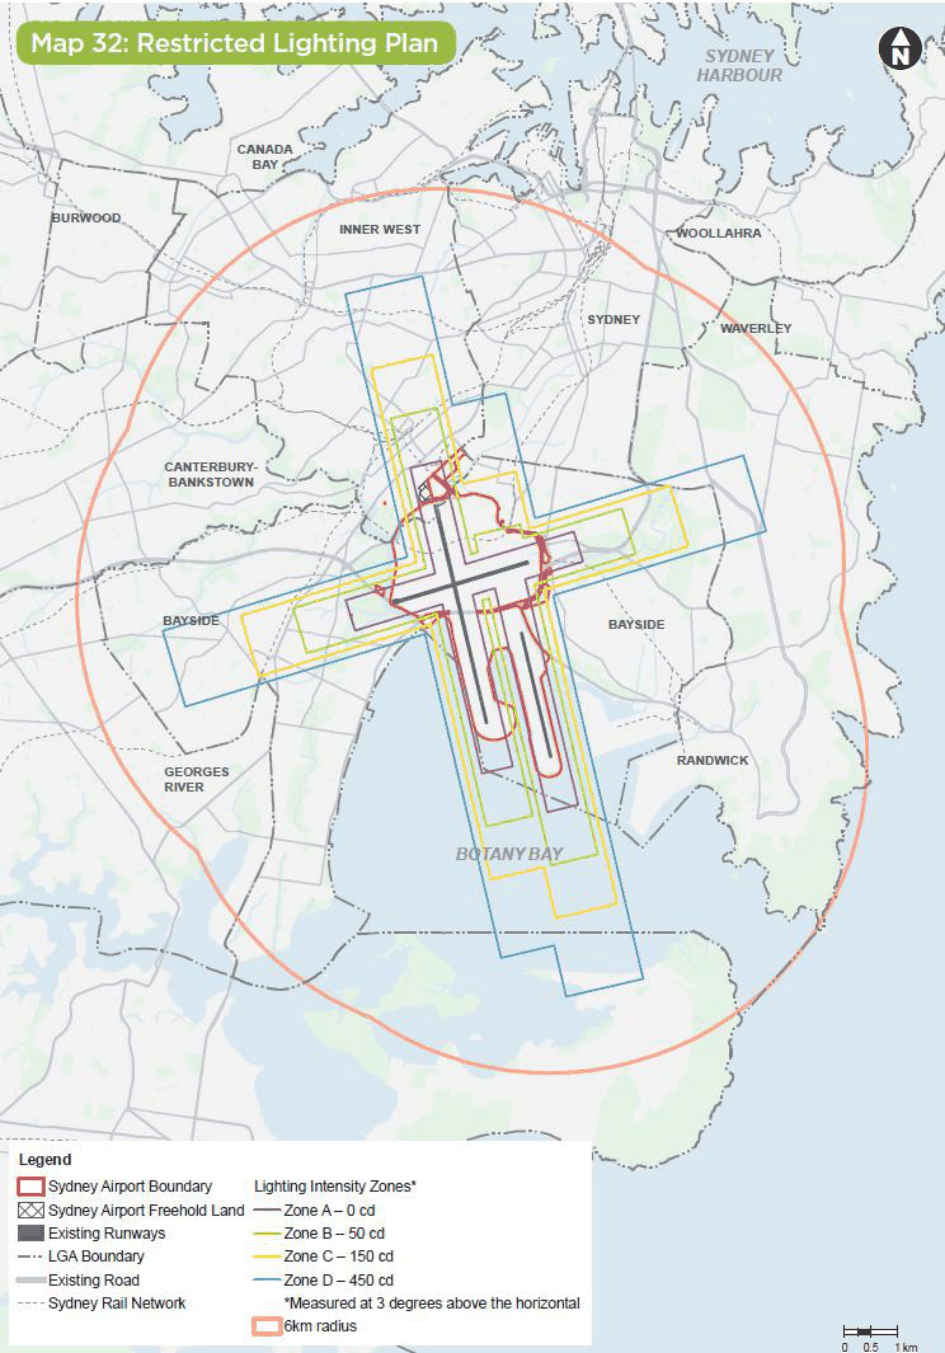 Map 32: Restricted Lighting Plan
N
SYDNEY
HARBOUR
CANADA
BAY
BURWOOD
INNER WEST
WOOLLAHRA
SYDNEY
WAVERLEY
CANTERBURY-
BANKSTOWN
BAYSIDE
BAYSIDE
RANDWICK
GEORGES
RIVER
BOTANY BAY
Legend
Sydney Airport Boundary
Sydney Airport Freehold Land
Existing Runways
LGA Boundary
Existing Road
Sydney Rail Network
Lighting Intensity Zones*
Zone A – 0 cd
Zone B – 50 cd
Zone C – 150 cd
Zone D – 450 cd
*Measured at 3 degrees above the horizontal
6km radius
0 0.5 1 km